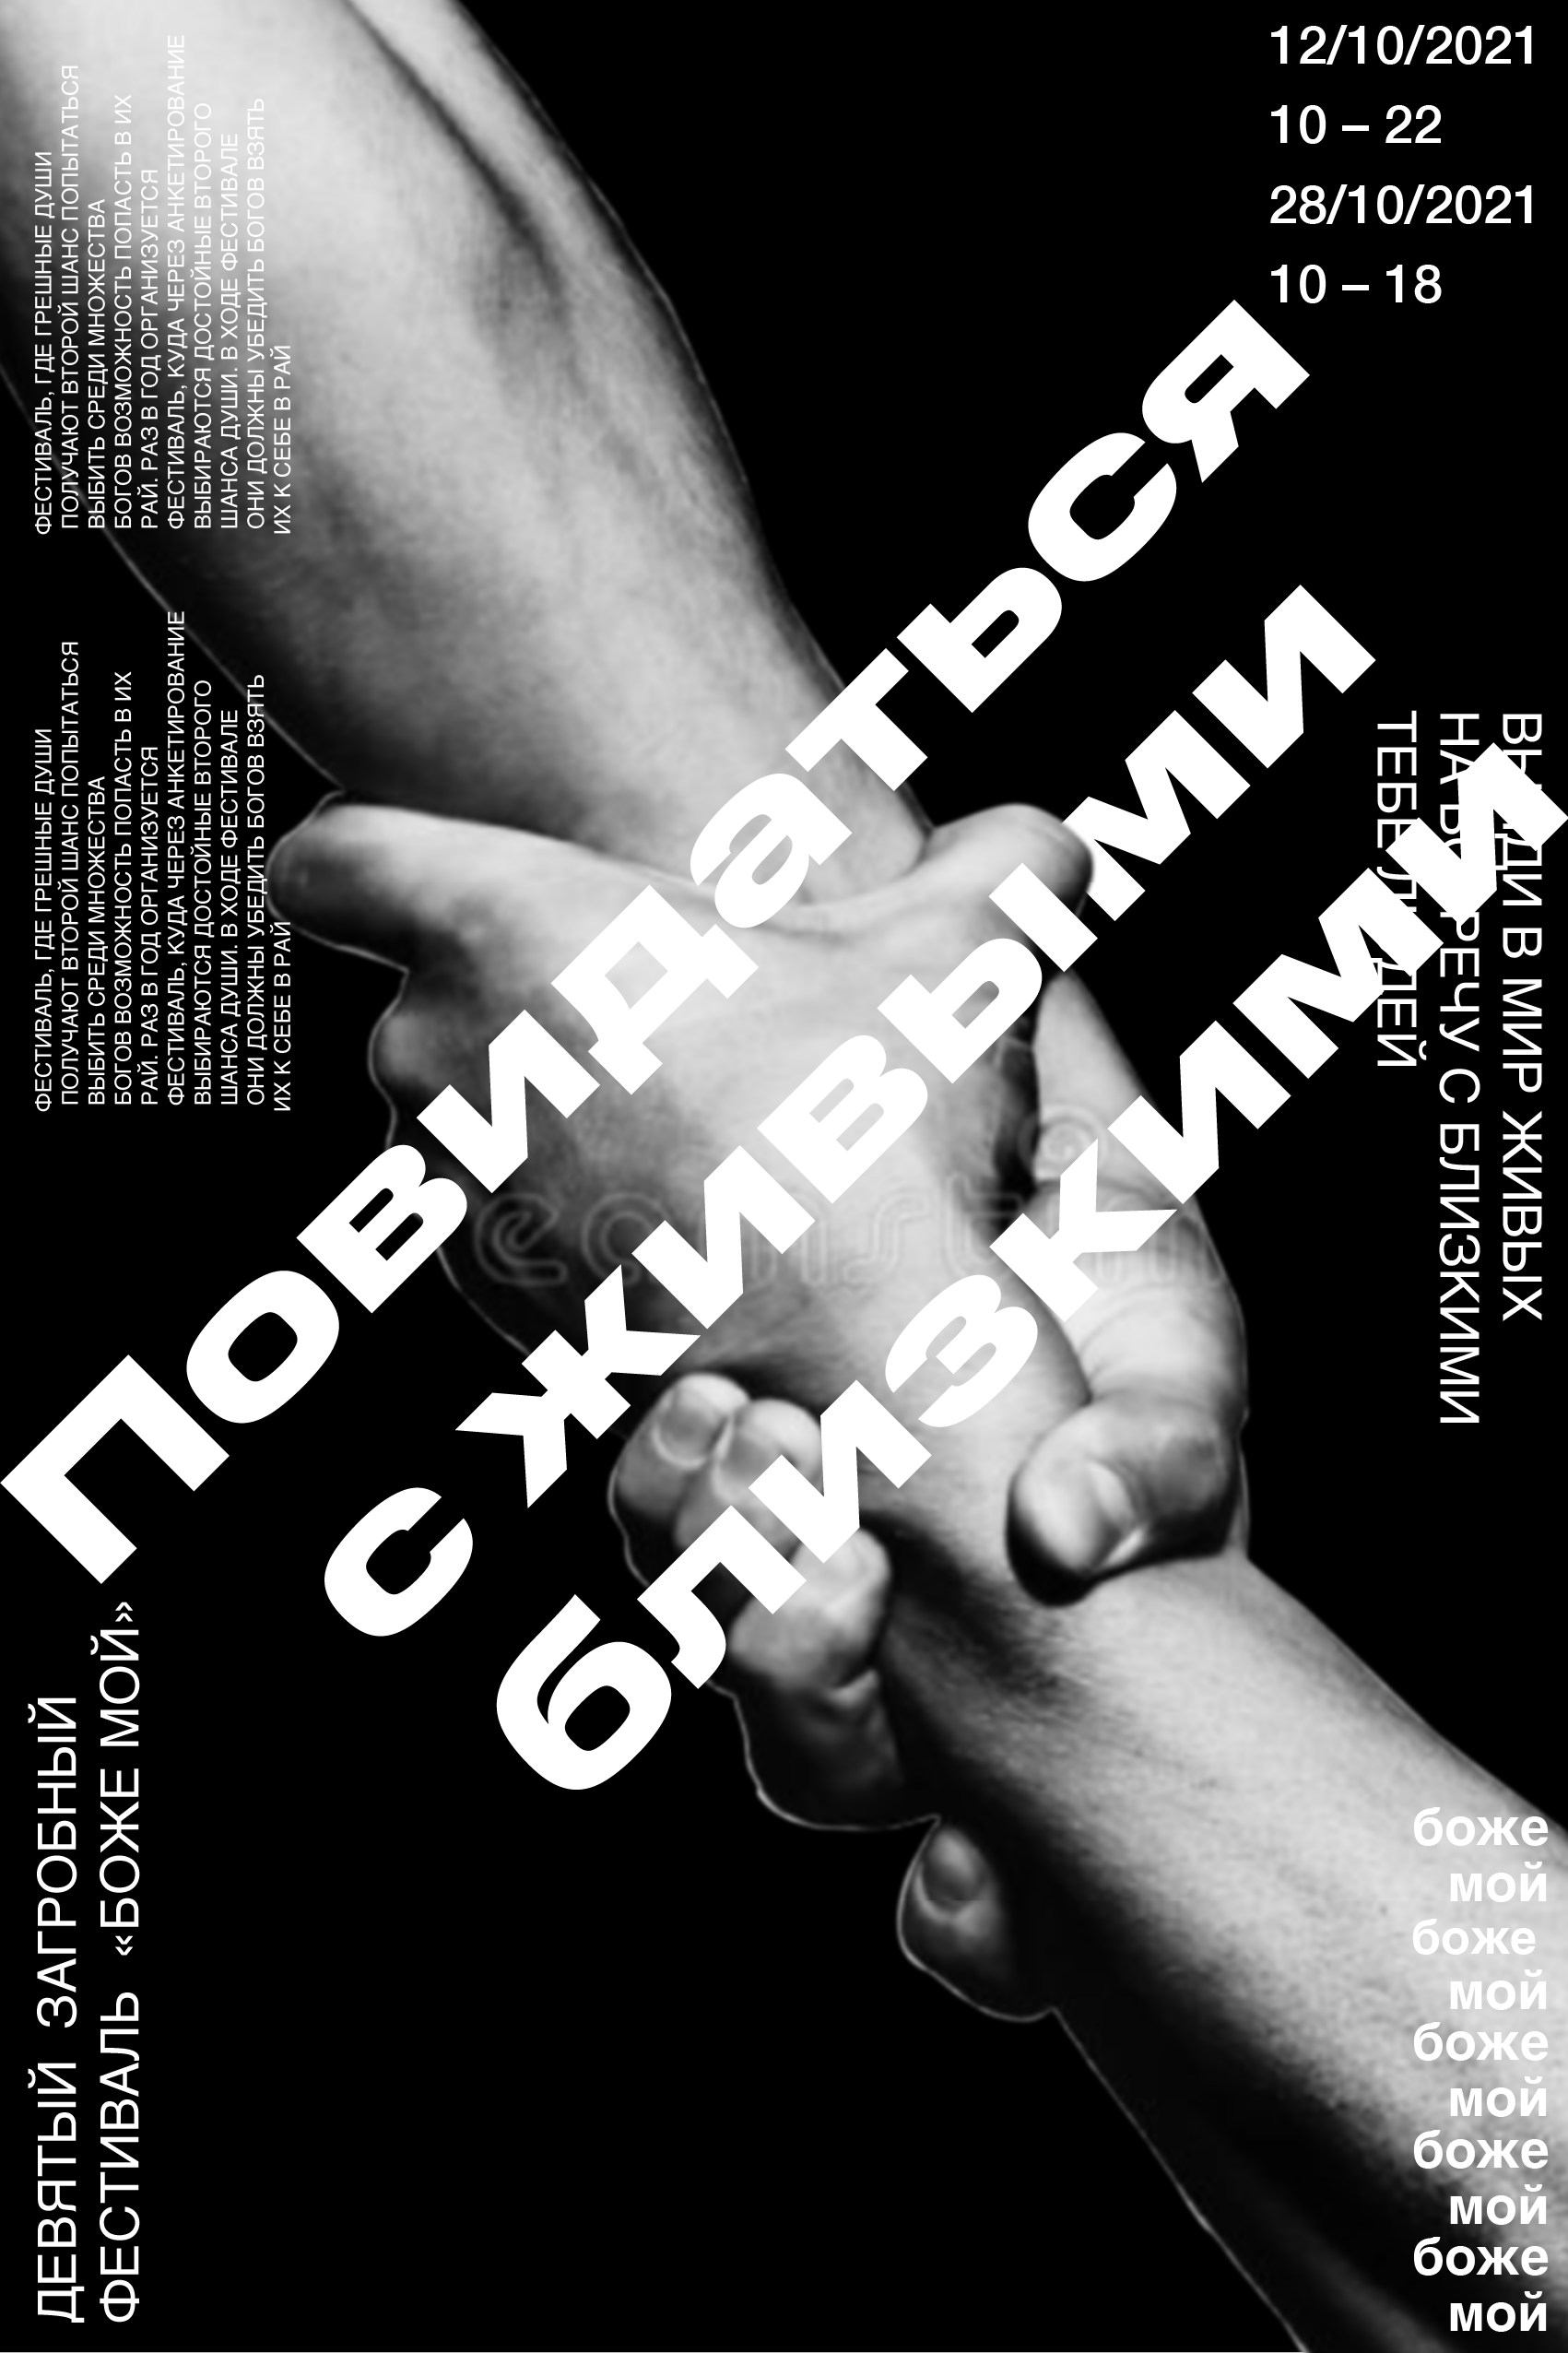 12/10/2021
10 – 22
28/10/2021
10 – 18
ФЕСТИВАЛЬ, ГДЕ ГРЕШНЫЕ ДУШИ
ПОЛУЧАЮТ ВТОРОЙ ШАНС ПОПЫТАТЬСЯ
ВЫБИТЬ СРЕДИ МНОЖЕСТВА
БОГОВ ВОЗМОЖНОСТЬ ПОПАСТЬ В ИХ
РАЙ. РАЗ В ГОД ОРГАНИЗУЕТСЯ
ФЕСТИВАЛЬ, КУДА ЧЕРЕЗ АНКЕТИРОВАНИЕ
ВЫБИРАЮТСЯ ДОСТОЙНЫЕ ВТОРОГО
ШАНСА ДУШИ. В ХОДЕ ФЕСТИВАЛЕ
ОНИ ДОЛЖНЫ УБЕДИТЬ БОГОВ ВЗЯТЬ
ИХ К СЕБЕ В РАЙ
ФЕСТИВАЛЬ, ГДЕ ГРЕШНЫЕ ДУШИ
ПОЛУЧАЮТ ВТОРОЙ ШАНС ПОПЫТАТЬСЯ
ВЫБИТЬ СРЕДИ МНОЖЕСТВА
БОГОВ ВОЗМОЖНОСТЬ ПОПАСТЬ В ИХ
РАЙ. РАЗ В ГОД ОРГАНИЗУЕТСЯ
ФЕСТИВАЛЬ, КУДА ЧЕРЕЗ АНКЕТИРОВАНИЕ
ВЫБИРАЮТСЯ ДОСТОЙНЫЕ ВТОРОГО
ШАНСА ДУШИ. В ХОДЕ ФЕСТИВАЛЕ
ОНИ ДОЛЖНЫ УБЕДИТЬ БОГОВ ВЗЯТЬ
ИХ К СЕБЕ В РАЙ
Повидаться
с живыми
близкими
ВЫЙДИ В МИР ЖИВЫХ
НА ВСТРЕЧУ С БЛИЗКИМИ
ТЕБЕ ЛЮДЕЙ
ДЕВЯТЫЙ ЗАГРОБНЫЙ
ФЕСТИВАЛЬ «БОЖЕ МОЙ»
боже
мой
боже
мой
боже
мой
боже
мой
боже
мой